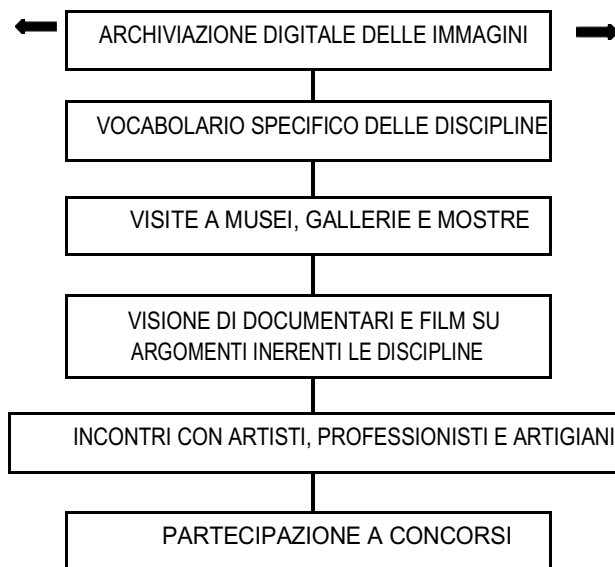 ARCHIVIAZIONE DIGITALE DELLE IMMAGINI
VOCABOLARIO SPECIFICO DELLE DISCIPLINE
VISITE A MUSEI, GALLERIE E MOSTRE
VISIONE DI DOCUMENTARI E FILM SU
ARGOMENTI INERENTI LE DISCIPLINE
INCONTRI CON ARTISTI, PROFESSIONISTI E ARTIGIANI
PARTECIPAZIONE A CONCORSI